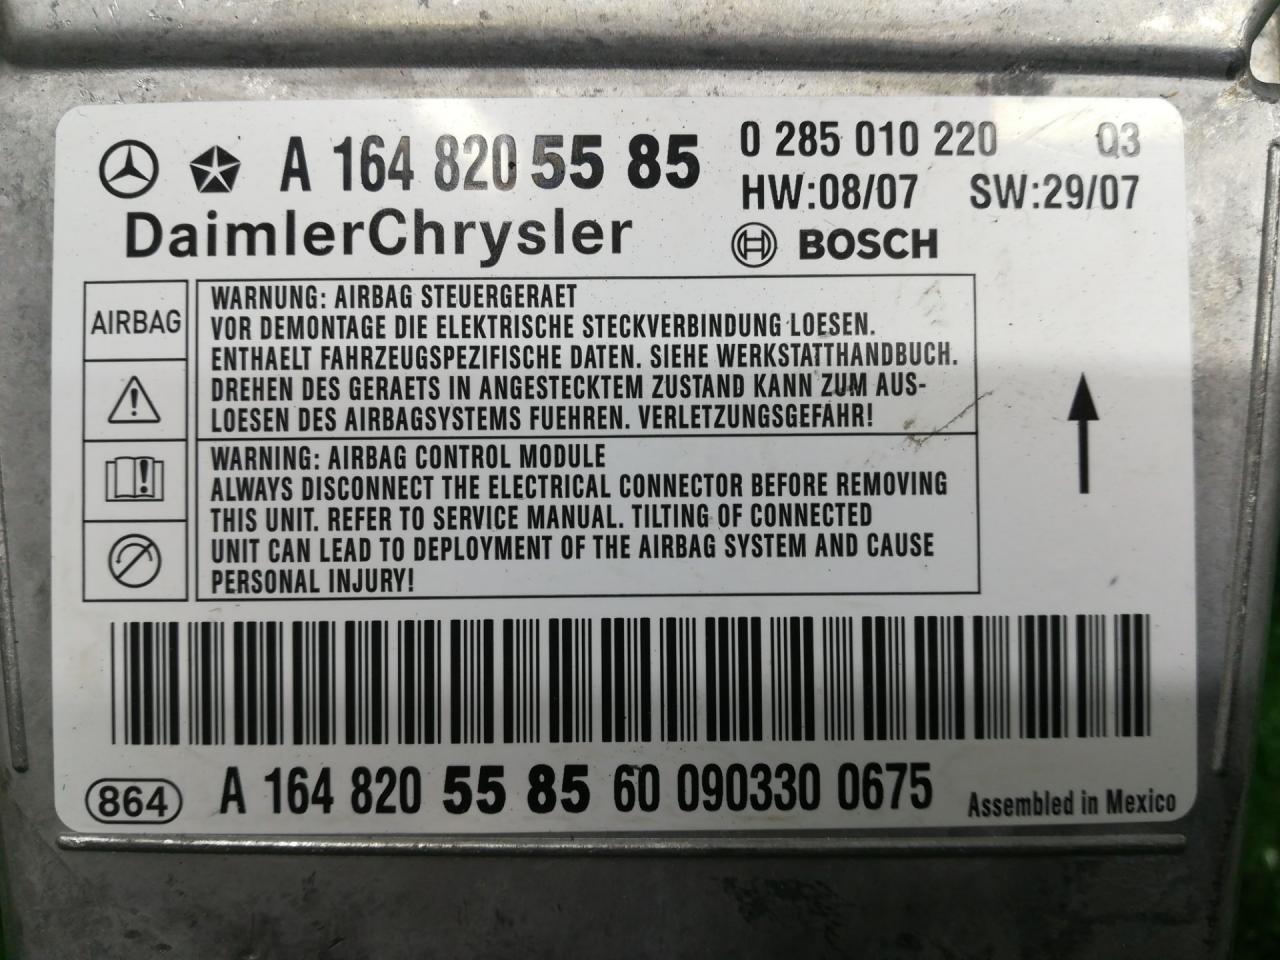 A 164 820 55 85
0 285 010 220 Q3
HW:08/07 SW:29/07
DaimlerChrysler
BOSCH
AIRBAG
WARNUNG: AIRBAG STEUERGERAET
VOR DEMONTAGE DIE ELEKTRISCHE STECKVERBINDUNG LOESEN.
ENTHAELT FAHRZEUGSPEZIFISCHE DATEN. SIEHE WERKSTATTHANDBUCH.
DREHEN DES GERAETS IN ANGESTECKTEM ZUSTAND KANN ZUM AUS-
LOESEN DES AIRBAGSYSTEMS FUEHREN. VERLETZUNGSGEFAHR!
WARNING: AIRBAG CONTROL MODULE
ALWAYS DISCONNECT THE ELECTRICAL CONNECTOR BEFORE REMOVING
THIS UNIT. REFER TO SERVICE MANUAL. TILTING OF CONNECTED
UNIT CAN LEAD TO DEPLOYMENT OF THE AIRBAG SYSTEM AND CAUSE
PERSONAL INJURY!
864
A 164 820 55 85 60 090330 0675
Assembled in Mexico